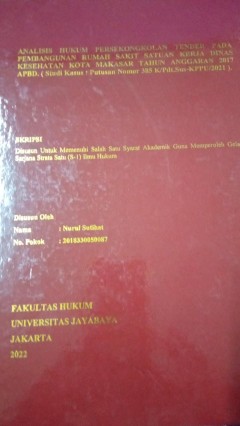 ANALISIS HUKUM PERSEKONGKOLAN TENDER PADA
PEMBANGUNAN RUMAH SAKIT SATUAN KERJA DINAS
KESEHATAN KOTA MAKASAR TAHUN ANGGARAN 2017
APBD. ( Studi Kasus : Putusan Nomor 385 K/Pdt.Sus-KPPU/2021 ).
SKRIPSI
Disusun Untuk Memenuhi Salah Satu Syarat Akademik Guna Memperoleh Gelar
Sarjana Strata Satu (S-1) Ilmu Hukum
Disusun Oleh
Nama : Nurul
No. Pokok :
FAKULTAS HUKUM
UNIVERSITAS JAYABAYA
JAKARTA
2022